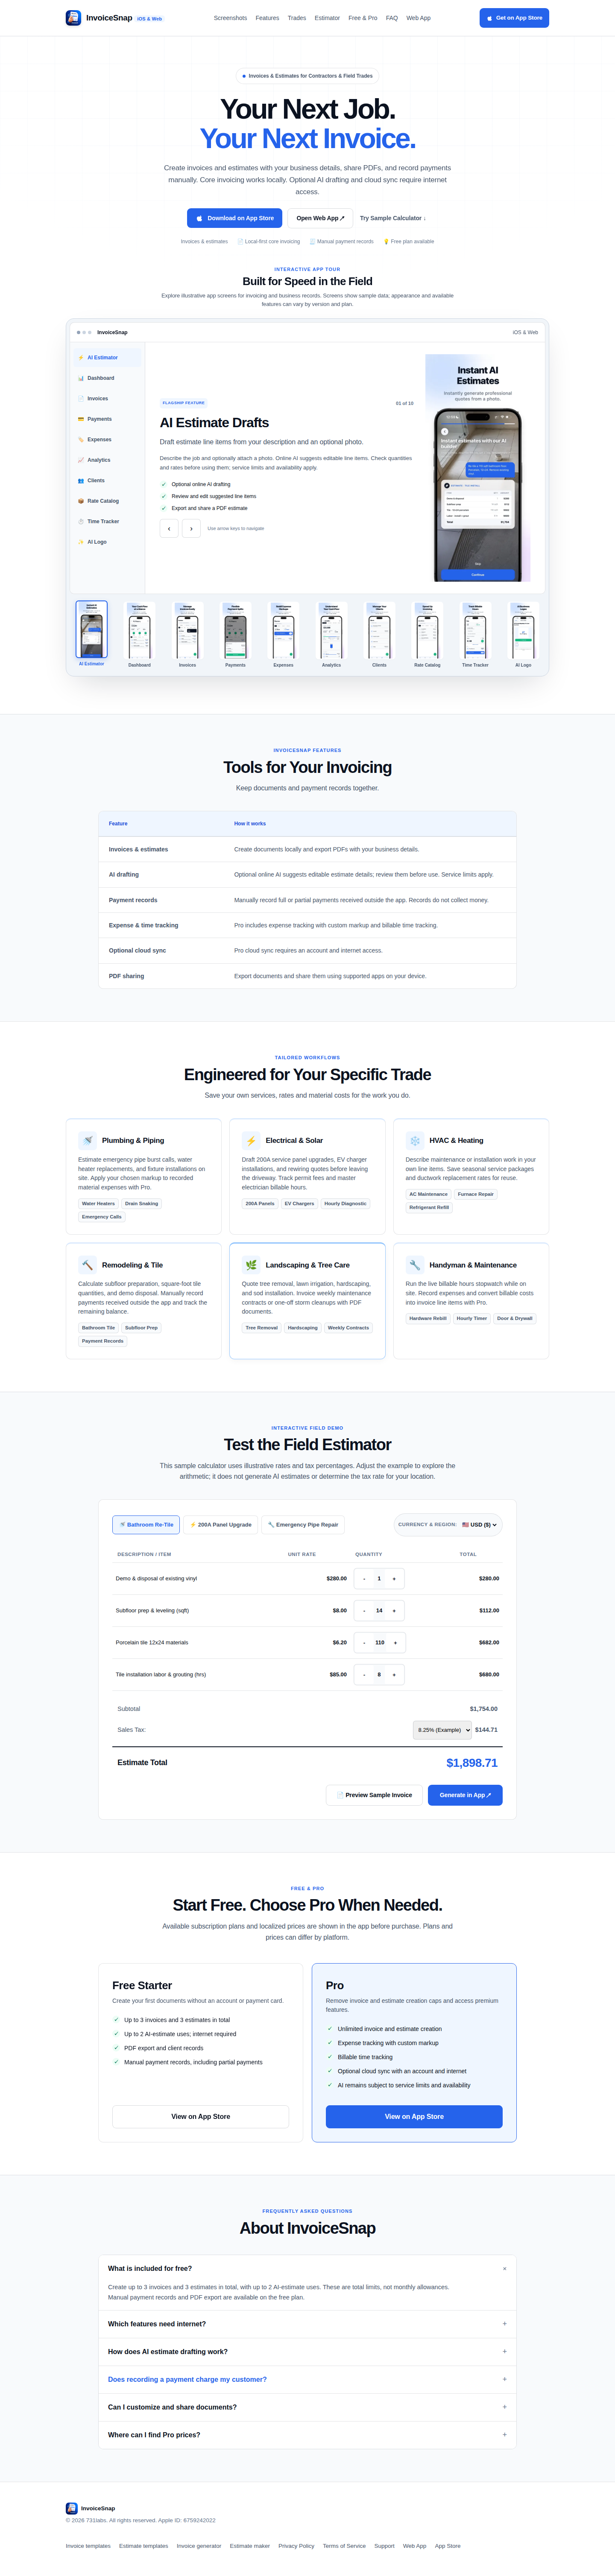 InvoiceSnap iOS & Web
Screenshots Features Trades Estimator Free & Pro FAQ Web App
Get on App Store
Invoices & Estimates for Contractors & Field Trades
Your Next Job.
Your Next Invoice.
Create invoices and estimates with your business details, share PDFs, and record payments
manually. Core invoicing works locally. Optional AI drafting and cloud sync require internet
access.
Download on App Store
Open Web App ↗
Try Sample Calculator ↓
Invoices & estimates
Local-first core invoicing
Manual payment records
Free plan available
INTERACTIVE APP TOUR
Built for Speed in the Field
Explore illustrative app screens for invoicing and business records. Screens show sample data; appearance and available
features can vary by version and plan.
InvoiceSnap
iOS & Web
AI Estimator
Dashboard
Invoices
Payments
Expenses
Analytics
Clients
Rate Catalog
Time Tracker
AI Logo
FLAGSHIP FEATURE
01 of 10
AI Estimate Drafts
Draft estimate line items from your description and an optional photo.
Describe the job and optionally attach a photo. Online AI suggests editable line items. Check quantities
and rates before using them; service limits and availability apply.
✓ Optional online AI drafting
✓ Review and edit suggested line items
✓ Export and share a PDF estimate
‹ ›
Use arrow keys to navigate
Instant AI
Estimates
Instantly generate professional
quotes from a photo.
Instant estimates with our AI
builder
Continue
AI Estimator
Dashboard
Invoices
Payments
Expenses
Analytics
Clients
Rate Catalog
Time Tracker
AI Logo
INVOICESNAP FEATURES
Tools for Your Invoicing
Keep documents and payment records together.
Feature How it works
Invoices & estimates Create documents locally and export PDFs with your business details.
AI drafting Optional online AI suggests editable estimate details; review them before use. Service limits apply.
Payment records Manually record full or partial payments received outside the app. Records do not collect money.
Expense & time tracking Pro includes expense tracking with custom markup and billable time tracking.
Optional cloud sync Pro cloud sync requires an account and internet access.
PDF sharing Export documents and share them using supported apps on your device.
TAILORED WORKFLOWS
Engineered for Your Specific Trade
Save your own services, rates and material costs for the work you do.
Plumbing & Piping
Estimate emergency pipe burst calls, water
heater replacements, and fixture installations on
site. Apply your chosen markup to recorded
material expenses with Pro.
Water Heaters Drain Snaking
Emergency Calls
Electrical & Solar
Draft 200A service panel upgrades, EV charger
installations, and rewiring quotes before leaving
the driveway. Track permit fees and master
electrician billable hours.
200A Panels EV Chargers Hourly Diagnostic
HVAC & Heating
Describe maintenance or installation work in your
own line items. Save seasonal service packages
and ductwork replacement rates for reuse.
AC Maintenance Furnace Repair
Refrigerant Refill
Remodeling & Tile
Calculate subfloor preparation, square-foot tile
quantities, and demo disposal. Manually record
payments received outside the app and track the
remaining balance.
Bathroom Tile Subfloor Prep
Payment Records
Landscaping & Tree Care
Quote tree removal, lawn irrigation, hardscaping,
and sod installation. Invoice weekly maintenance
contracts or one-off storm cleanups with PDF
documents.
Tree Removal Hardscaping Weekly Contracts
Handyman & Maintenance
Run the live billable hours stopwatch while on
site. Record expenses and convert billable costs
into invoice line items with Pro.
Hardware Rebill Hourly Timer Door & Drywall
INTERACTIVE FIELD DEMO
Test the Field Estimator
This sample calculator uses illustrative rates and tax percentages. Adjust the example to explore the
arithmetic; it does not generate AI estimates or determine the tax rate for your location.
Bathroom Re-Tile
200A Panel Upgrade
Emergency Pipe Repair
CURRENCY & REGION: USD ($)
DESCRIPTION / ITEM UNIT RATE QUANTITY TOTAL
Demo & disposal of existing vinyl $280.00 - 1 + $280.00
Subfloor prep & leveling (sqft) $8.00 - 14 + $112.00
Porcelain tile 12x24 materials $6.20 - 110 + $682.00
Tile installation labor & grouting (hrs) $85.00 - 8 + $680.00
Subtotal $1,754.00
Sales Tax: 8.25% (Example) $144.71
Estimate Total $1,898.71
Preview Sample Invoice
Generate in App ↗
FREE & PRO
Start Free. Choose Pro When Needed.
Available subscription plans and localized prices are shown in the app before purchase. Plans and
prices can differ by platform.
Free Starter
Create your first documents without an account or payment card.
✓ Up to 3 invoices and 3 estimates in total
✓ Up to 2 AI-estimate uses; internet required
✓ PDF export and client records
✓ Manual payment records, including partial payments
View on App Store
Pro
Remove invoice and estimate creation caps and access premium
features.
✓ Unlimited invoice and estimate creation
✓ Expense tracking with custom markup
✓ Billable time tracking
✓ Optional cloud sync with an account and internet
✓ AI remains subject to service limits and availability
View on App Store
FREQUENTLY ASKED QUESTIONS
About InvoiceSnap
What is included for free? ×
Create up to 3 invoices and 3 estimates in total, with up to 2 AI-estimate uses. These are total limits, not monthly allowances.
Manual payment records and PDF export are available on the free plan.
Which features need internet? +
How does AI estimate drafting work? +
Does recording a payment charge my customer? +
Can I customize and share documents? +
Where can I find Pro prices? +
InvoiceSnap
© 2026 731labs. All rights reserved. Apple ID: 6759242022
Invoice templates Estimate templates Invoice generator Estimate maker Privacy Policy Terms of Service Support Web App App Store